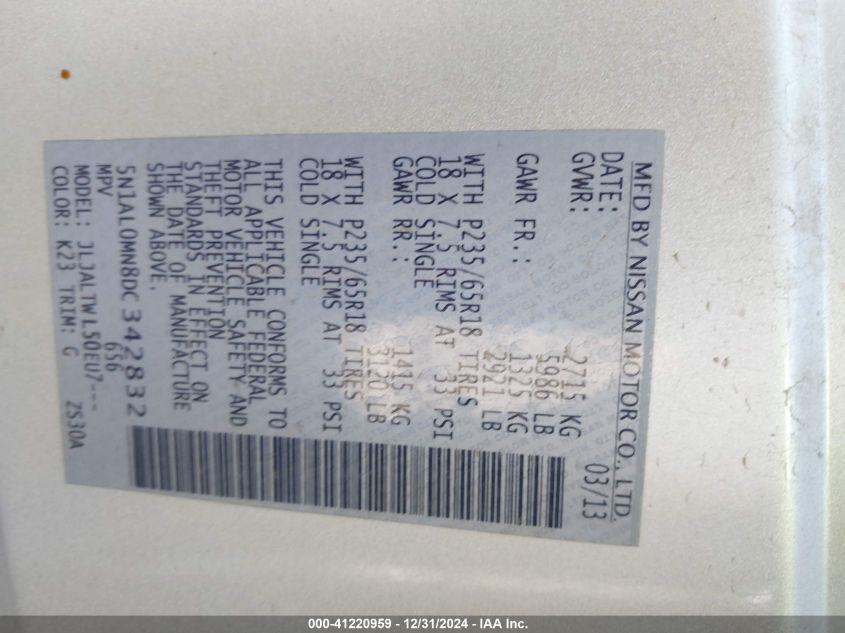 MFD BY NISSAN MOTOR CO., LTD.
DATE: 03/13
GVWR: 2715 KG
5986 LB
GAWR FR.: 1325 KG
2921 LB
WITH P235/65R18 TIRES
18 X 7.5 RIMS AT 33 PSI
COLD SINGLE
GAWR RR.: 1415 KG
3120 LB
WITH P235/65R18 TIRES
18 X 7.5 RIMS AT 33 PSI
COLD SINGLE
THIS VEHICLE CONFORMS TO
ALL APPLICABLE FEDERAL
MOTOR VEHICLE SAFETY AND
THEFT PREVENTION
STANDARDS IN EFFECT ON
THE DATE OF MANUFACTURE
SHOWN ABOVE.
5N1AL0MN8DC342832
MPV 656
MODEL: JLJALTWL50EU7---
COLOR: K23 TRIM: G ZS30A
000-41220959 - 12/31/2024 - IAA Inc.